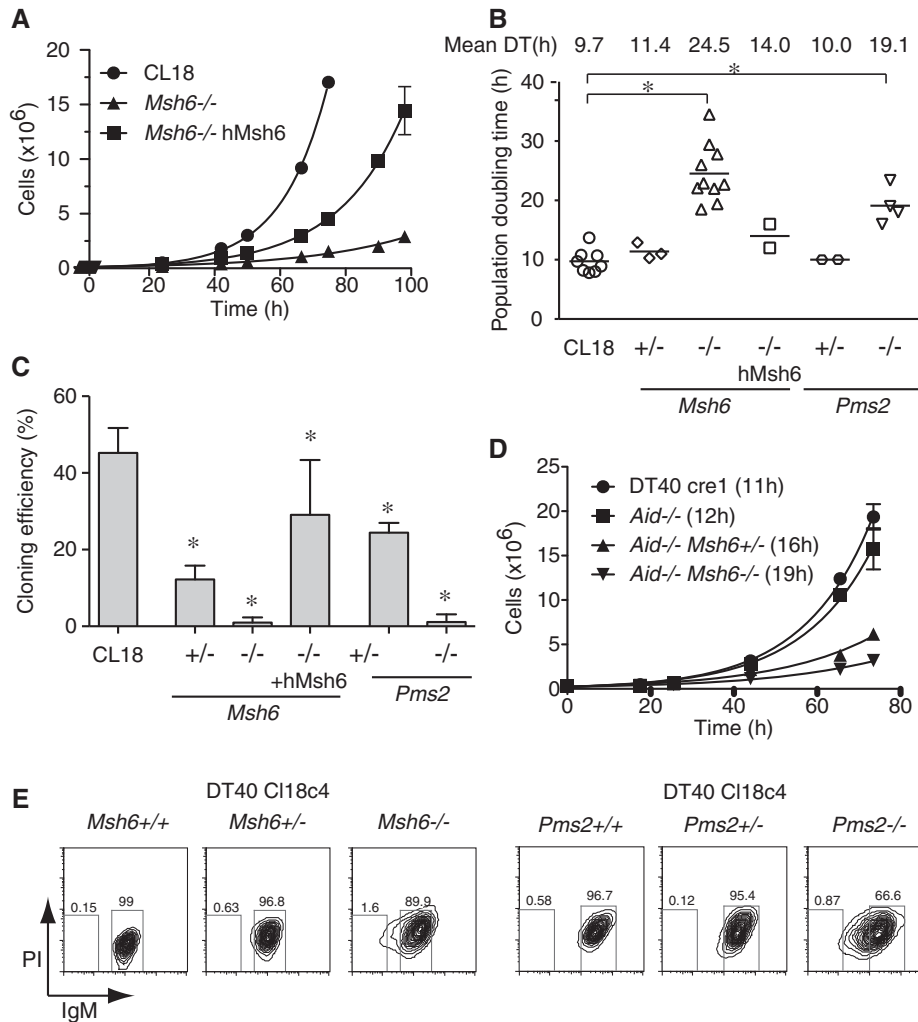 A
20
15
10
5
0
Cells (x10⁶)
CL18
Msh6-/-
Msh6-/- hMsh6
0 20 40 60 80 100
Time (h)
B
Mean DT(h) 9.7 11.4 24.5 14.0 10.0 19.1
*
*
Population doubling time (h)
40
30
20
10
0
CL18 +/- -/- -/- +/- -/-
hMsh6
Msh6 Pms2
C
Cloning efficiency (%)
60
40
20
0
* * * * *
CL18 +/- -/- -/- +/- -/-
+hMsh6
Msh6 Pms2
D
25
20
15
10
5
0
Cells (x10⁶)
DT40 cre1 (11h)
Aid-/- (12h)
Aid-/- Msh6+/- (16h)
Aid-/- Msh6-/- (19h)
0 20 40 60 80
Time (h)
E
DT40 Cl18c4
Msh6+/+ Msh6+/- Msh6-/-
0.15 99 0.63 96.8 1.6 89.9
DT40 Cl18c4
Pms2+/+ Pms2+/- Pms2-/-
0.58 96.7 0.12 95.4 0.87 66.6
PI
IgM